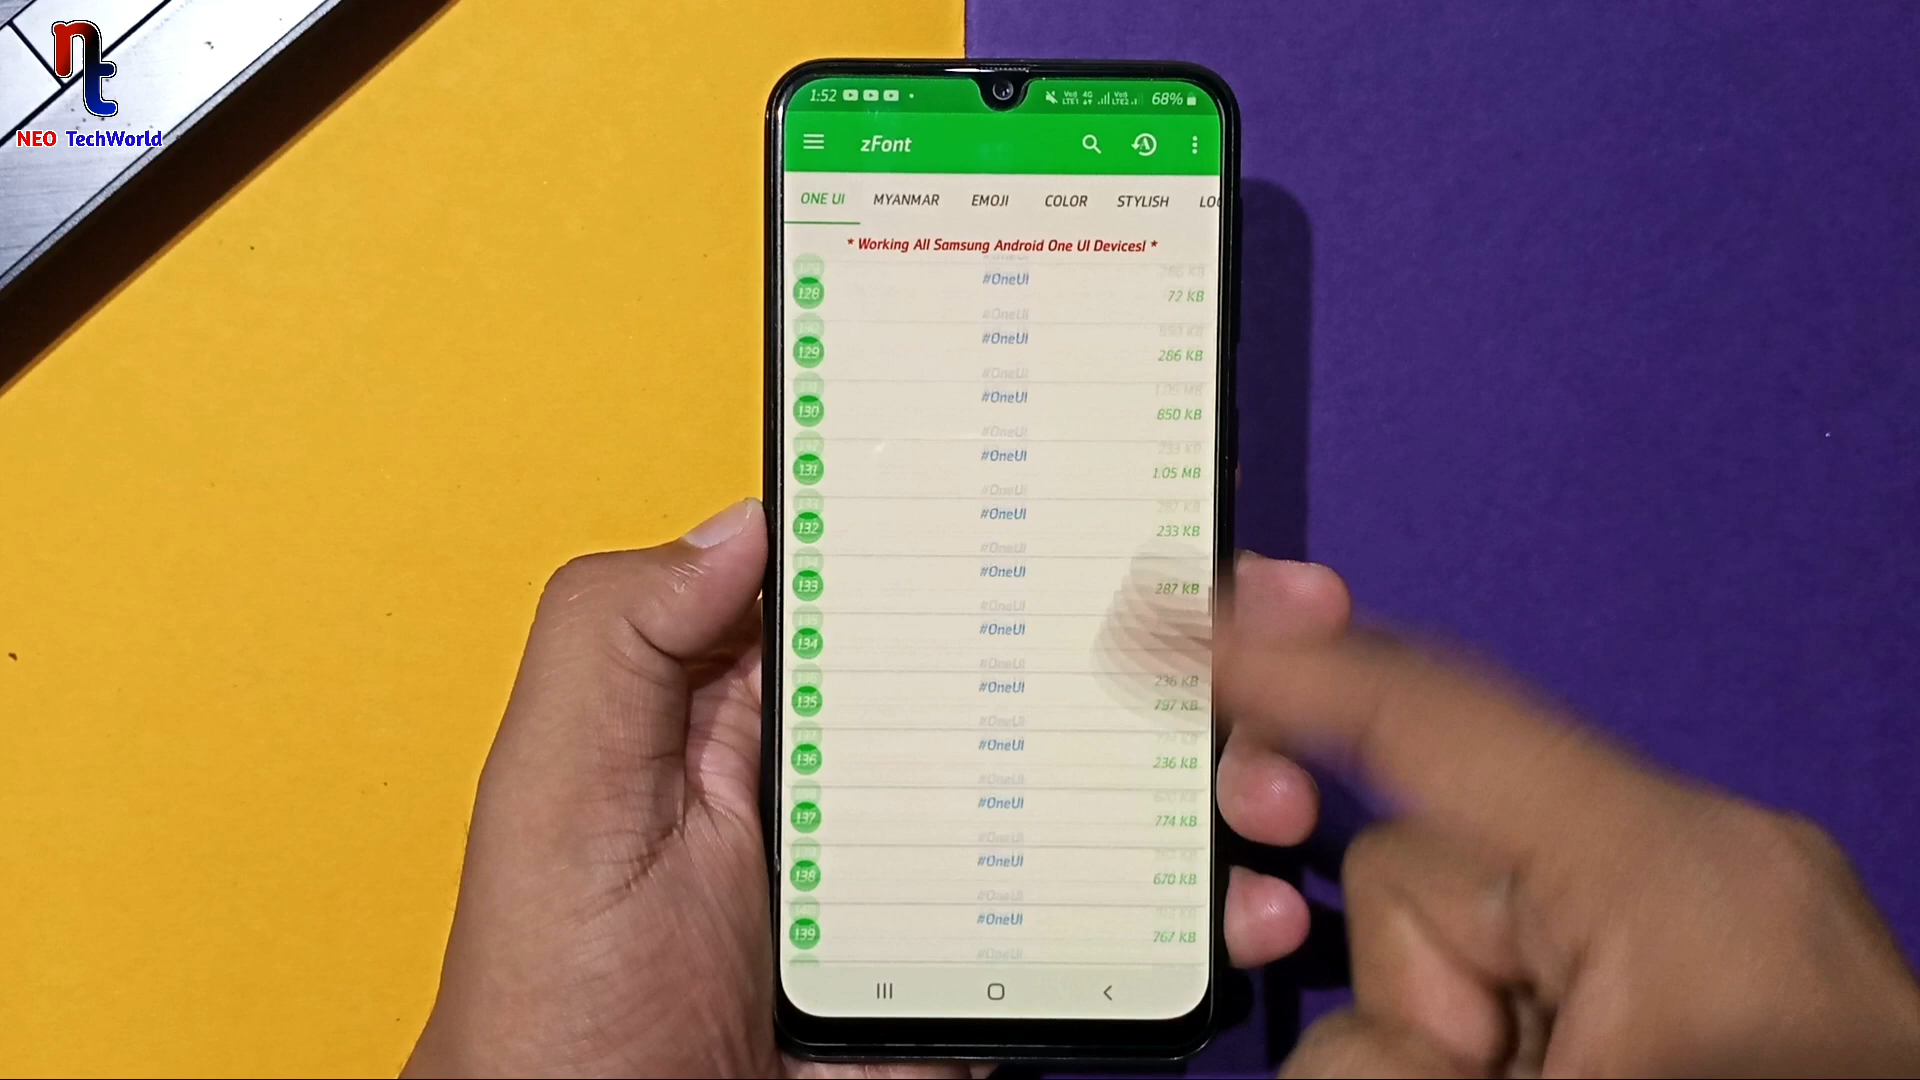 nt
NEO TechWorld
1:52 68%
zFont
ONE UI MYANMAR EMOJI COLOR STYLISH LOC
* Working All Samsung Android One UI Devices! *
128 #OneUI 72 KB
129 #OneUI 286 KB
130 #OneUI 850 KB
131 #OneUI 1.05 MB
132 #OneUI 233 KB
133 #OneUI 287 KB
134 #OneUI
236 KB
135 #OneUI 797 KB
136 #OneUI 236 KB
137 #OneUI 774 KB
138 #OneUI 670 KB
139 #OneUI 767 KB